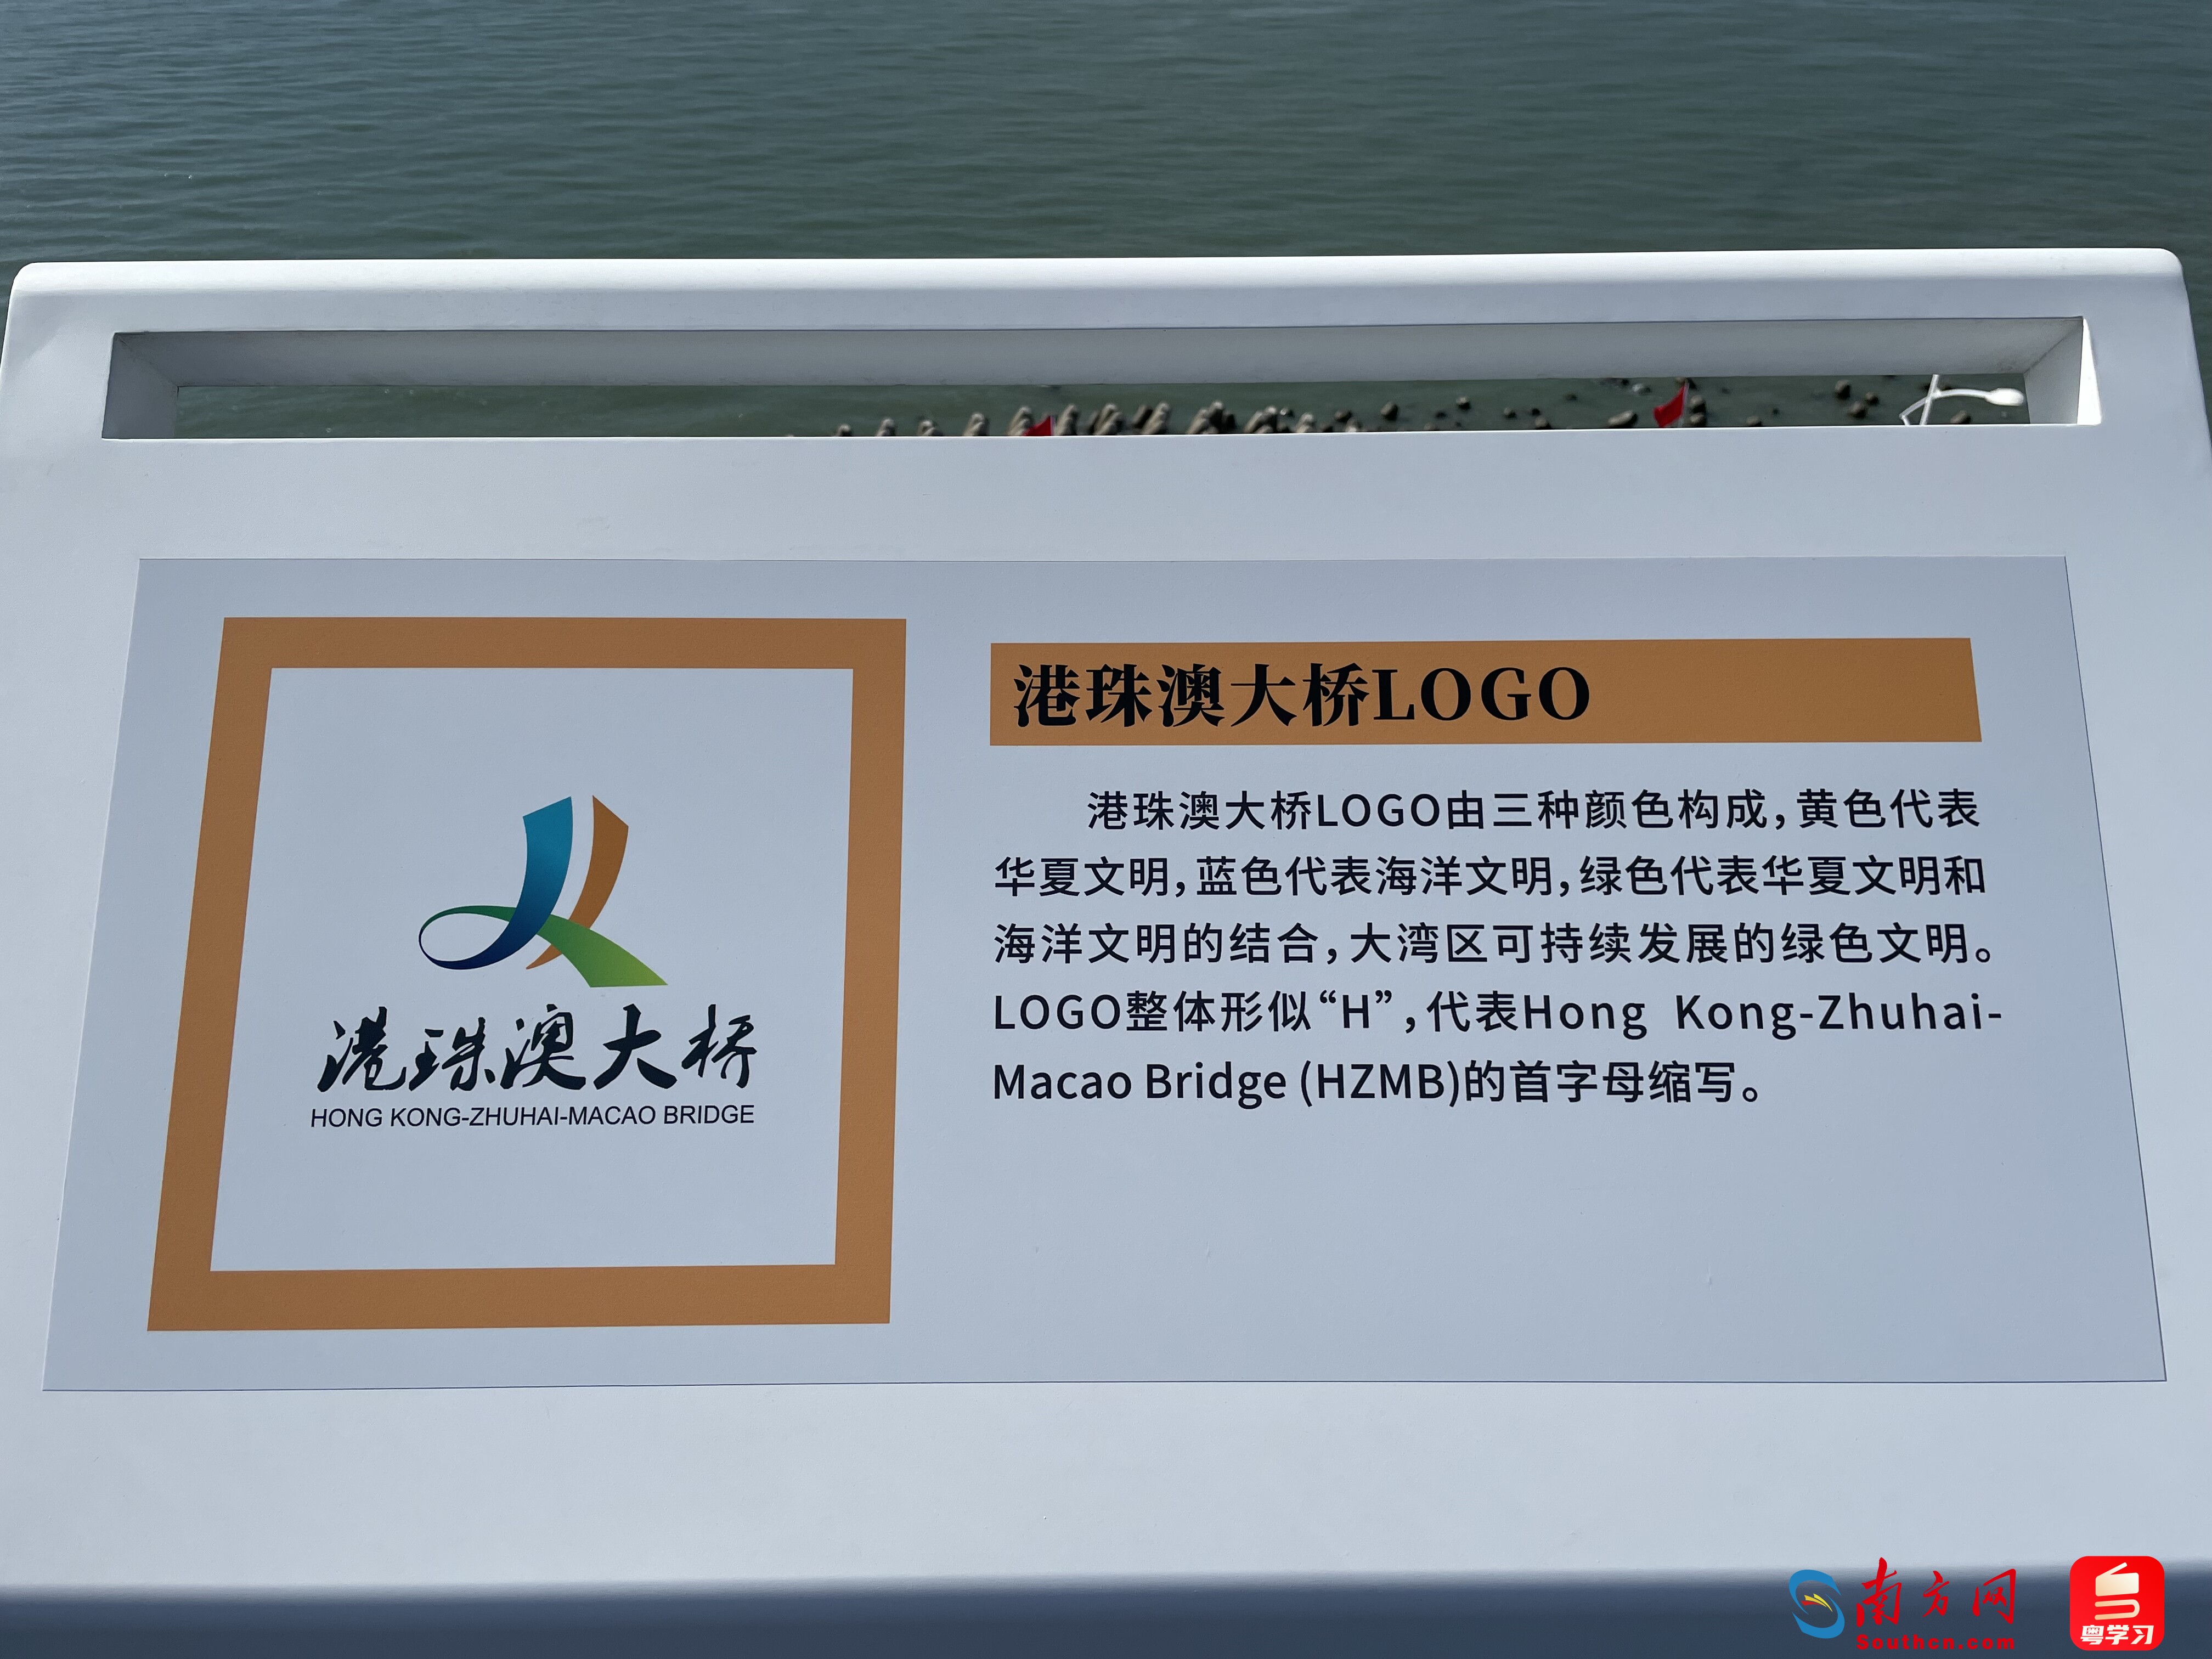 港珠澳大桥
HONG KONG-ZHUHAI-MACAO BRIDGE
港珠澳大桥LOGO
港珠澳大桥LOGO由三种颜色构成，黄色代表
华夏文明，蓝色代表海洋文明，绿色代表华夏文明和
海洋文明的结合，大湾区可持续发展的绿色文明。
LOGO整体形似“H”，代表Hong Kong-Zhuhai-
Macao Bridge (HZMB)的首字母缩写。
南方网
Southcn.com
粤学习